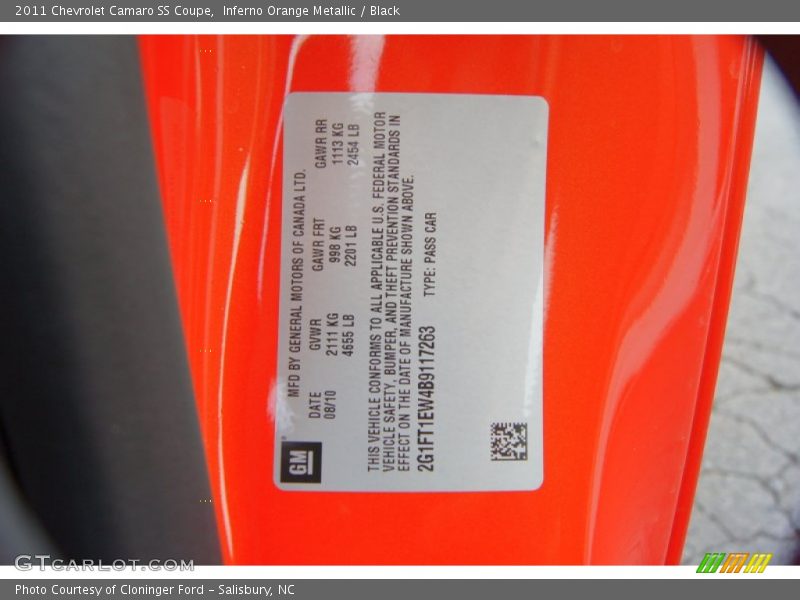 2011 Chevrolet Camaro SS Coupe,  Inferno Orange Metallic / Black
MFD BY GENERAL MOTORS OF CANADA LTD.
DATE GVWR GAWR FRT GAWR RR
08/10 2111 KG 998 KG 1113 KG
4655 LB 2201 LB 2454 LB
THIS VEHICLE CONFORMS TO ALL APPLICABLE U.S. FEDERAL MOTOR
VEHICLE SAFETY, BUMPER, AND THEFT PREVENTION STANDARDS IN
EFFECT ON THE DATE OF MANUFACTURE SHOWN ABOVE.
2G1FT1EW4B9117263 TYPE: PASS CAR
GM
GTCARLOT.COM
Photo Courtesy of Cloninger Ford – Salisbury, NC